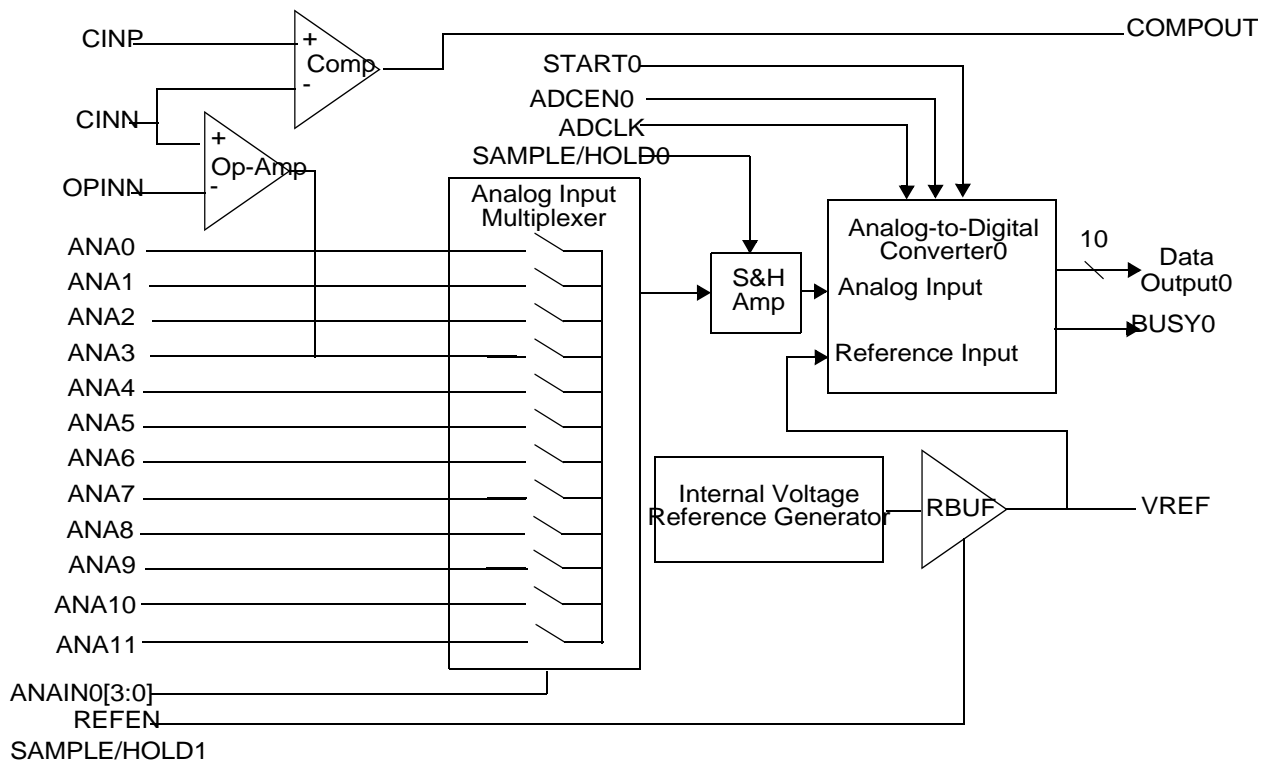 CINP
+
Comp
-
COMPOUT
START0
ADCEN0
CINN
ADCLK
+
Op-Amp
-
SAMPLE/HOLD0
OPINN
Analog Input
Multiplexer
ANA0
ANA1
ANA2
ANA3
ANA4
ANA5
ANA6
ANA7
ANA8
ANA9
ANA10
ANA11
S&H
Amp
Analog-to-Digital
Converter0
Analog Input
Reference Input
10
Data
Output0
BUSY0
Internal Voltage
Reference Generator
RBUF
VREF
ANAIN0[3:0]
REFEN
SAMPLE/HOLD1